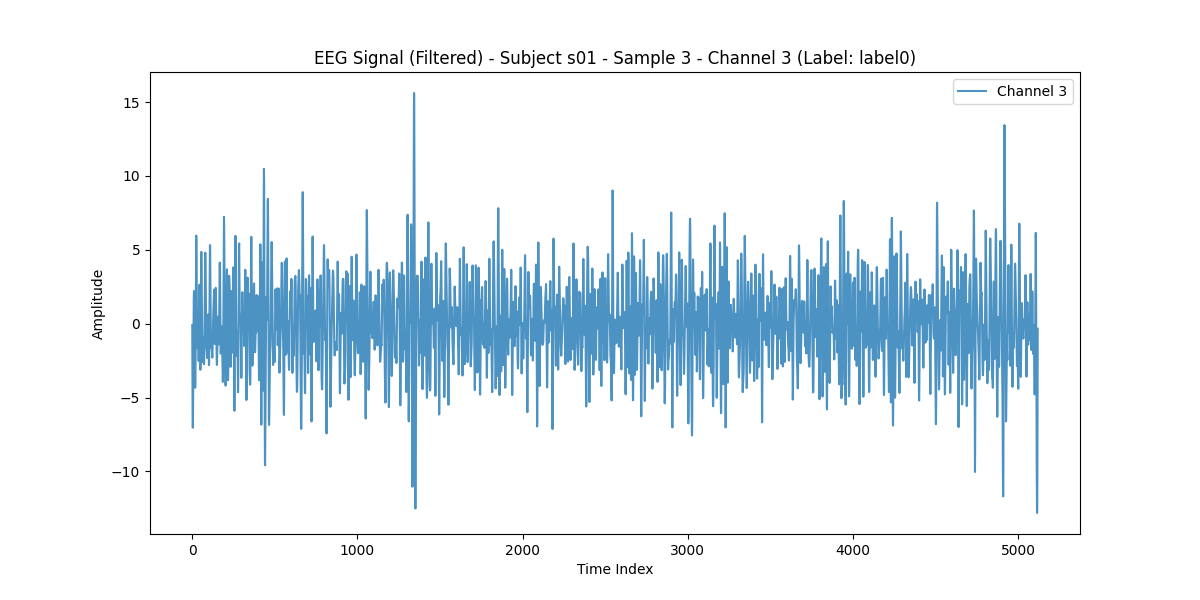 EEG Signal (Filtered) - Subject s01 - Sample 3 - Channel 3 (Label: label0)
Channel 3
15
10
5
0
−5
−10
Amplitude
0 1000 2000 3000 4000 5000
Time Index